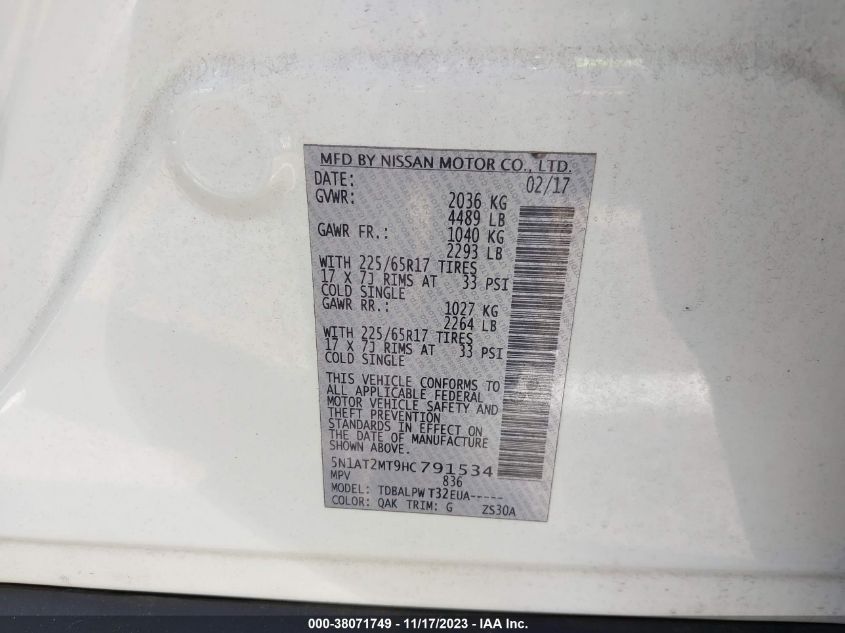 MFD BY NISSAN MOTOR CO., LTD.
DATE: 02/17
GVWR: 2036 KG
4489 LB
GAWR FR.: 1040 KG
2293 LB
WITH 225/65R17 TIRES
17 X 7J RIMS AT 33 PSI
COLD SINGLE
GAWR RR.: 1027 KG
2264 LB
WITH 225/65R17 TIRES
17 X 7J RIMS AT 33 PSI
COLD SINGLE
THIS VEHICLE CONFORMS TO
ALL APPLICABLE FEDERAL
MOTOR VEHICLE SAFETY AND
THEFT PREVENTION
STANDARDS IN EFFECT ON
THE DATE OF MANUFACTURE
SHOWN ABOVE.
5N1AT2MT9HC791534
MPV 836
MODEL: TDBALPW T32EUA-----
COLOR: QAK TRIM: G ZS30A
000-38071749 - 11/17/2023 - IAA Inc.